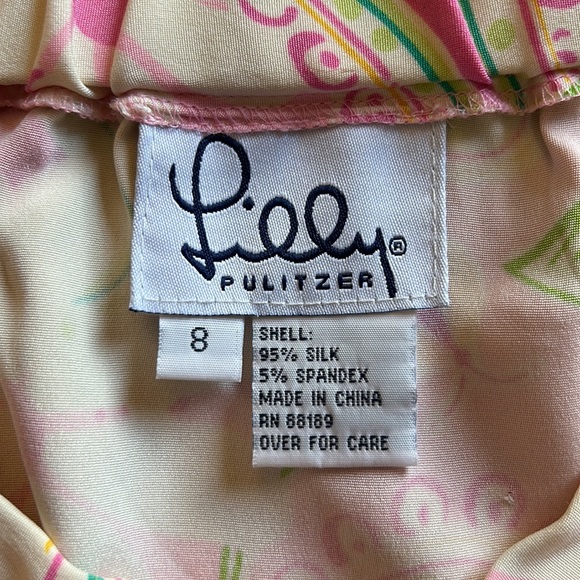 Lilly®
PULITZER
8
SHELL:
95% SILK
5% SPANDEX
MADE IN CHINA
RN 88189
OVER FOR CARE